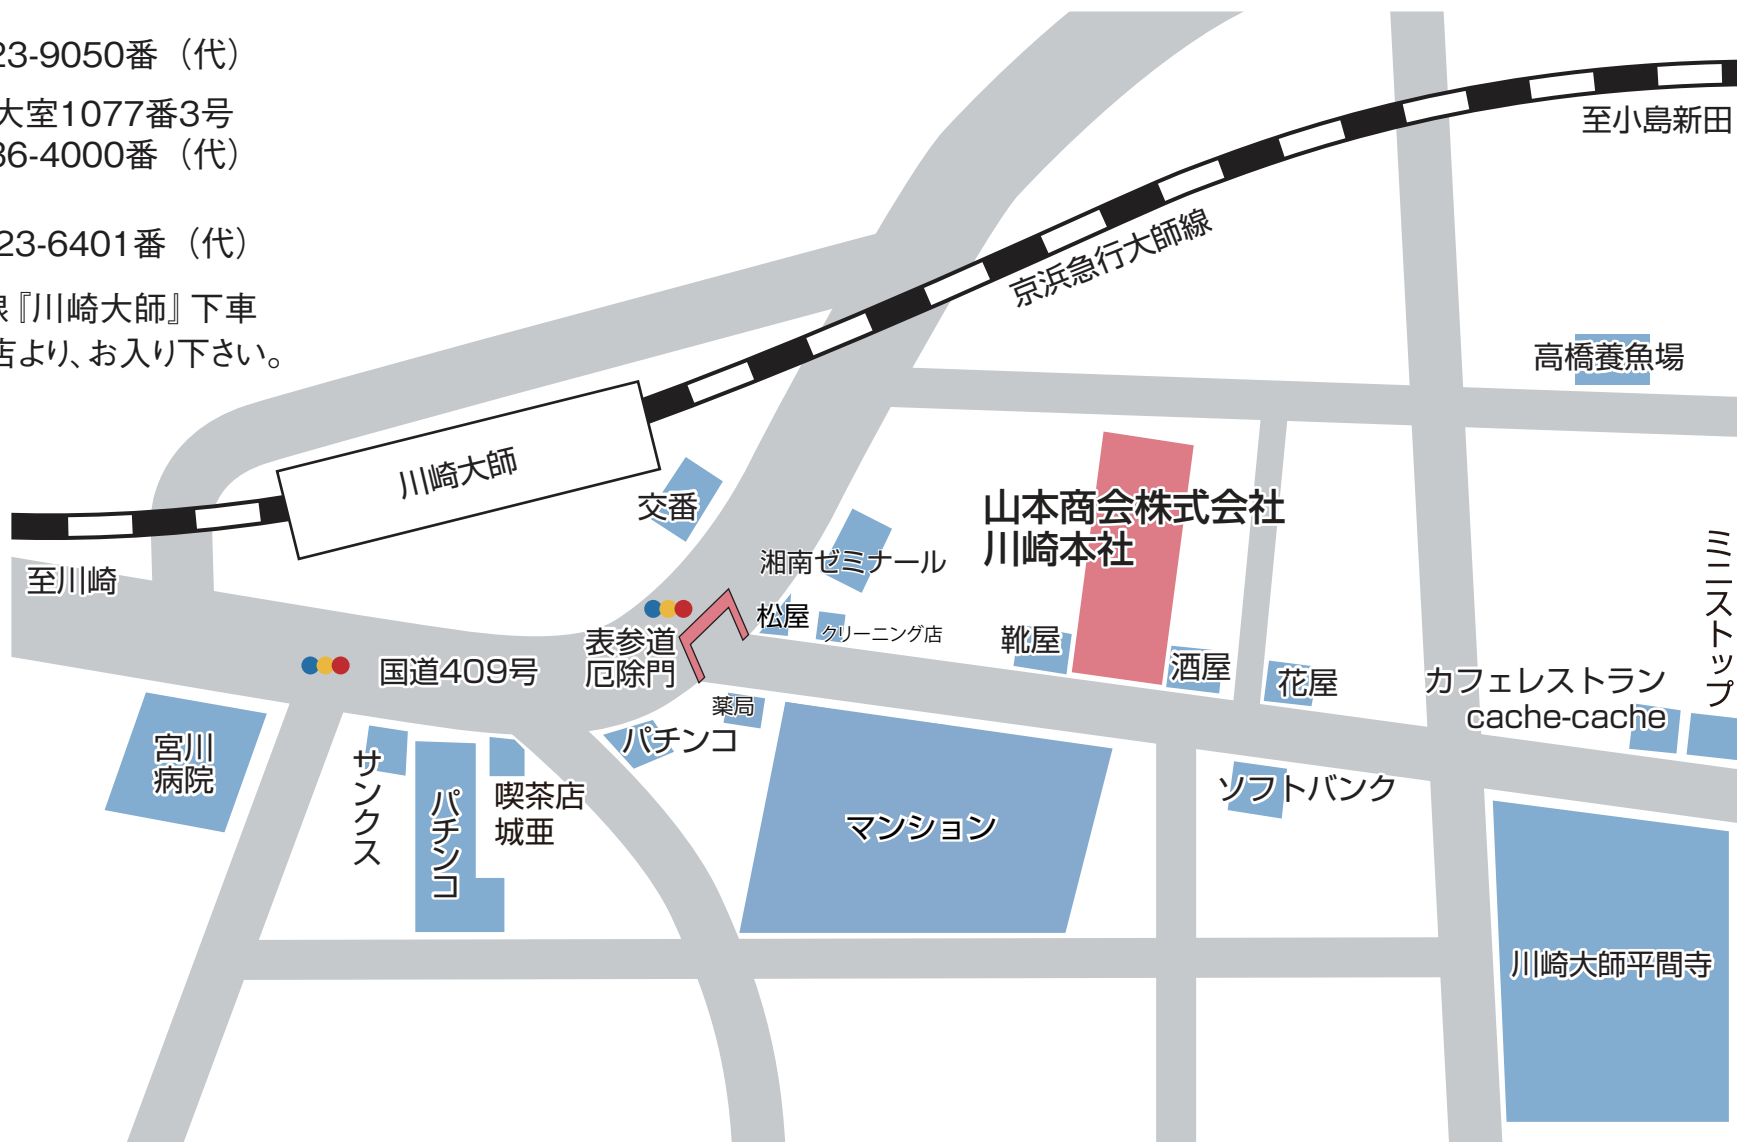 23-9050番（代）
大室1077番3号
36-4000番（代）
23-6401番（代）
線『川崎大師』下車
店より、お入り下さい。
至小島新田
京浜急行大師線
高橋養魚場
川崎大師
交番
至川崎
湘南ゼミナール
山本商会株式会社
川崎本社
松屋
クリーニング店
表参道
厄除門
国道409号
靴屋
酒屋
花屋
カフェレストラン
cache-cache
ミニストップ
薬局
パチンコ
宮川
病院
サンクス
パチンコ
喫茶店
城亜
マンション
ソフトバンク
川崎大師平間寺